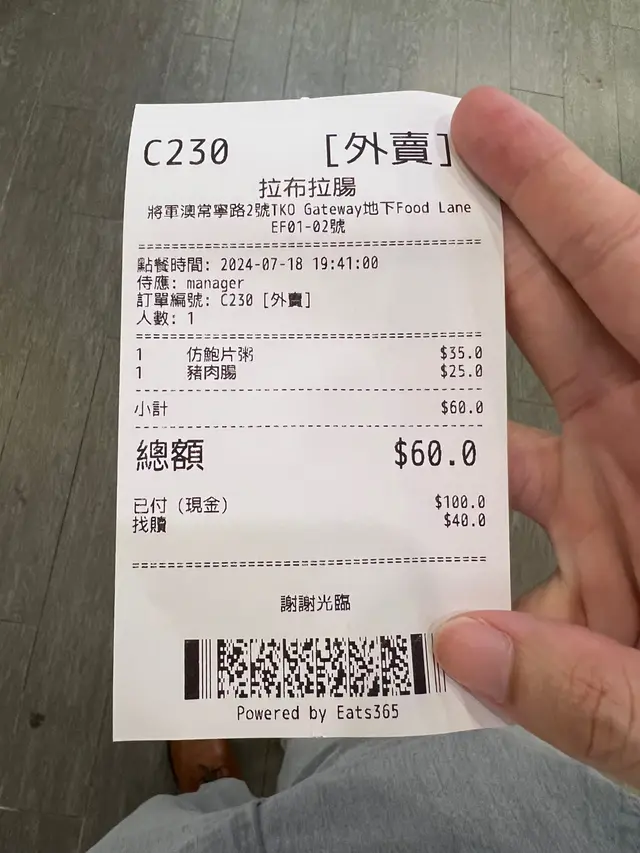 C230 [外賣]
拉布拉腸
將軍澳常寧路2號TKO Gateway地下Food Lane
EF01-02號
點餐時間: 2024-07-18 19:41:00
侍應: manager
訂單編號: C230 [外賣]
人數: 1
1 仿鮑片粥 $35.0
1 豬肉腸 $25.0
小計 $60.0
總額 $60.0
已付 (現金) $100.0
找贖 $40.0
謝謝光臨
Powered by Eats365